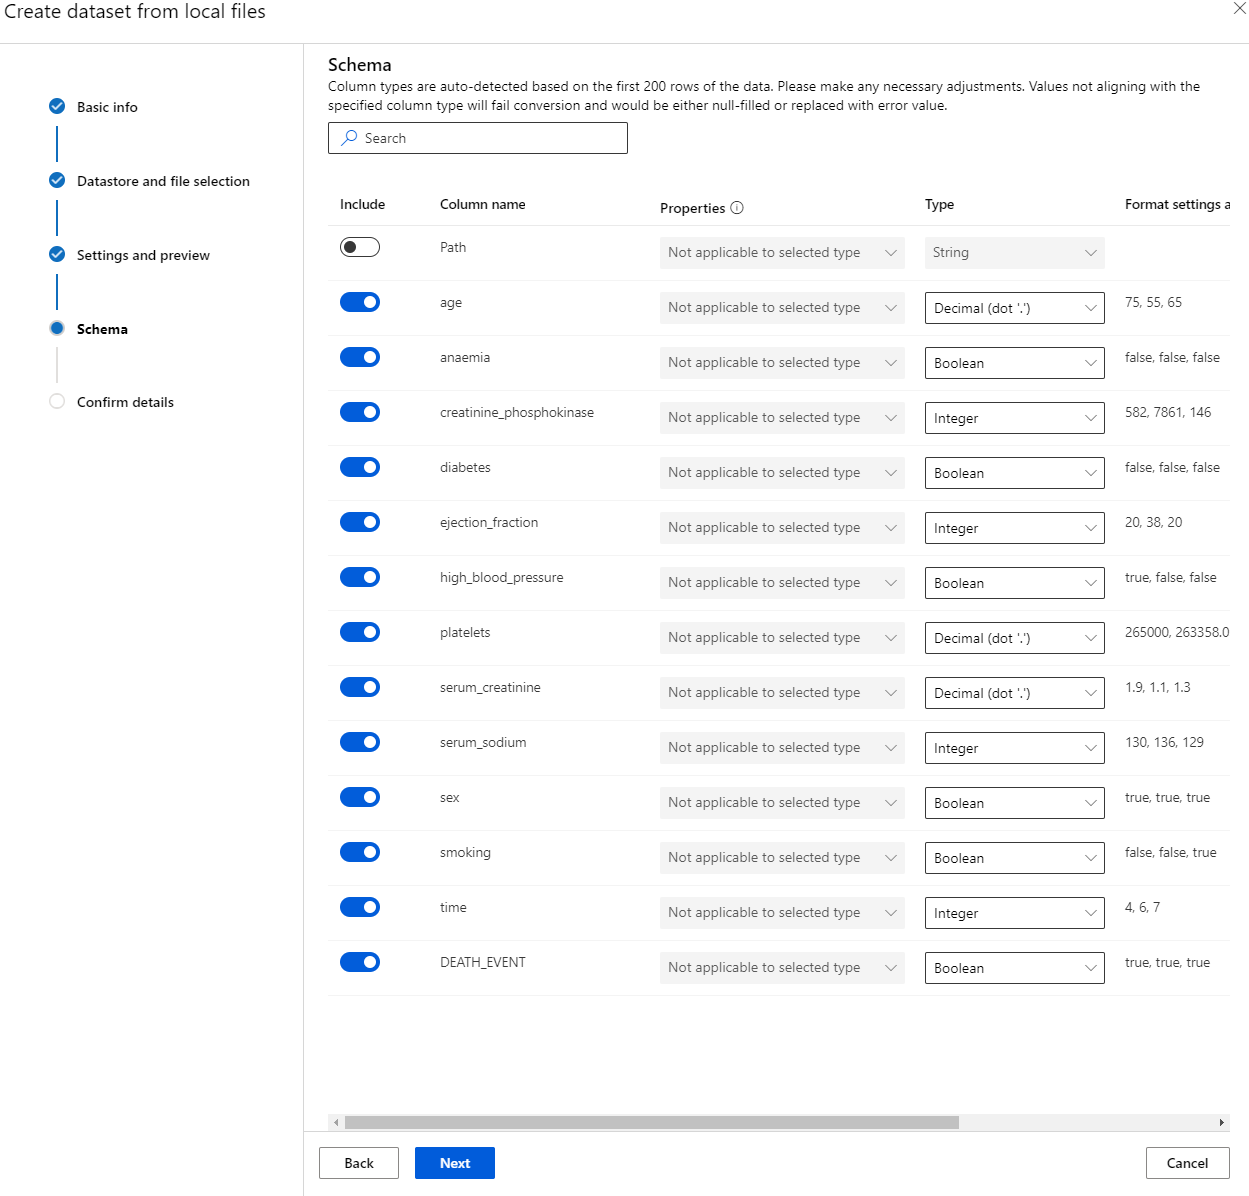 Create dataset from local files
Basic info
Datastore and file selection
Settings and preview
Schema
Confirm details
Schema
Column types are auto-detected based on the first 200 rows of the data. Please make any necessary adjustments. Values not aligning with the
specified column type will fail conversion and would be either null-filled or replaced with error value.
Search
Include Column name Properties Type Format settings a
Path Not applicable to selected type String
age Not applicable to selected type Decimal (dot '.') 75, 55, 65
anaemia Not applicable to selected type Boolean false, false, false
creatinine_phosphokinase Not applicable to selected type Integer 582, 7861, 146
diabetes Not applicable to selected type Boolean false, false, false
ejection_fraction Not applicable to selected type Integer 20, 38, 20
high_blood_pressure Not applicable to selected type Boolean true, false, false
platelets Not applicable to selected type Decimal (dot '.') 265000, 263358.0
serum_creatinine Not applicable to selected type Decimal (dot '.') 1.9, 1.1, 1.3
serum_sodium Not applicable to selected type Integer 130, 136, 129
sex Not applicable to selected type Boolean true, true, true
smoking Not applicable to selected type Boolean false, false, true
time Not applicable to selected type Integer 4, 6, 7
DEATH_EVENT Not applicable to selected type Boolean true, true, true
Back Next Cancel